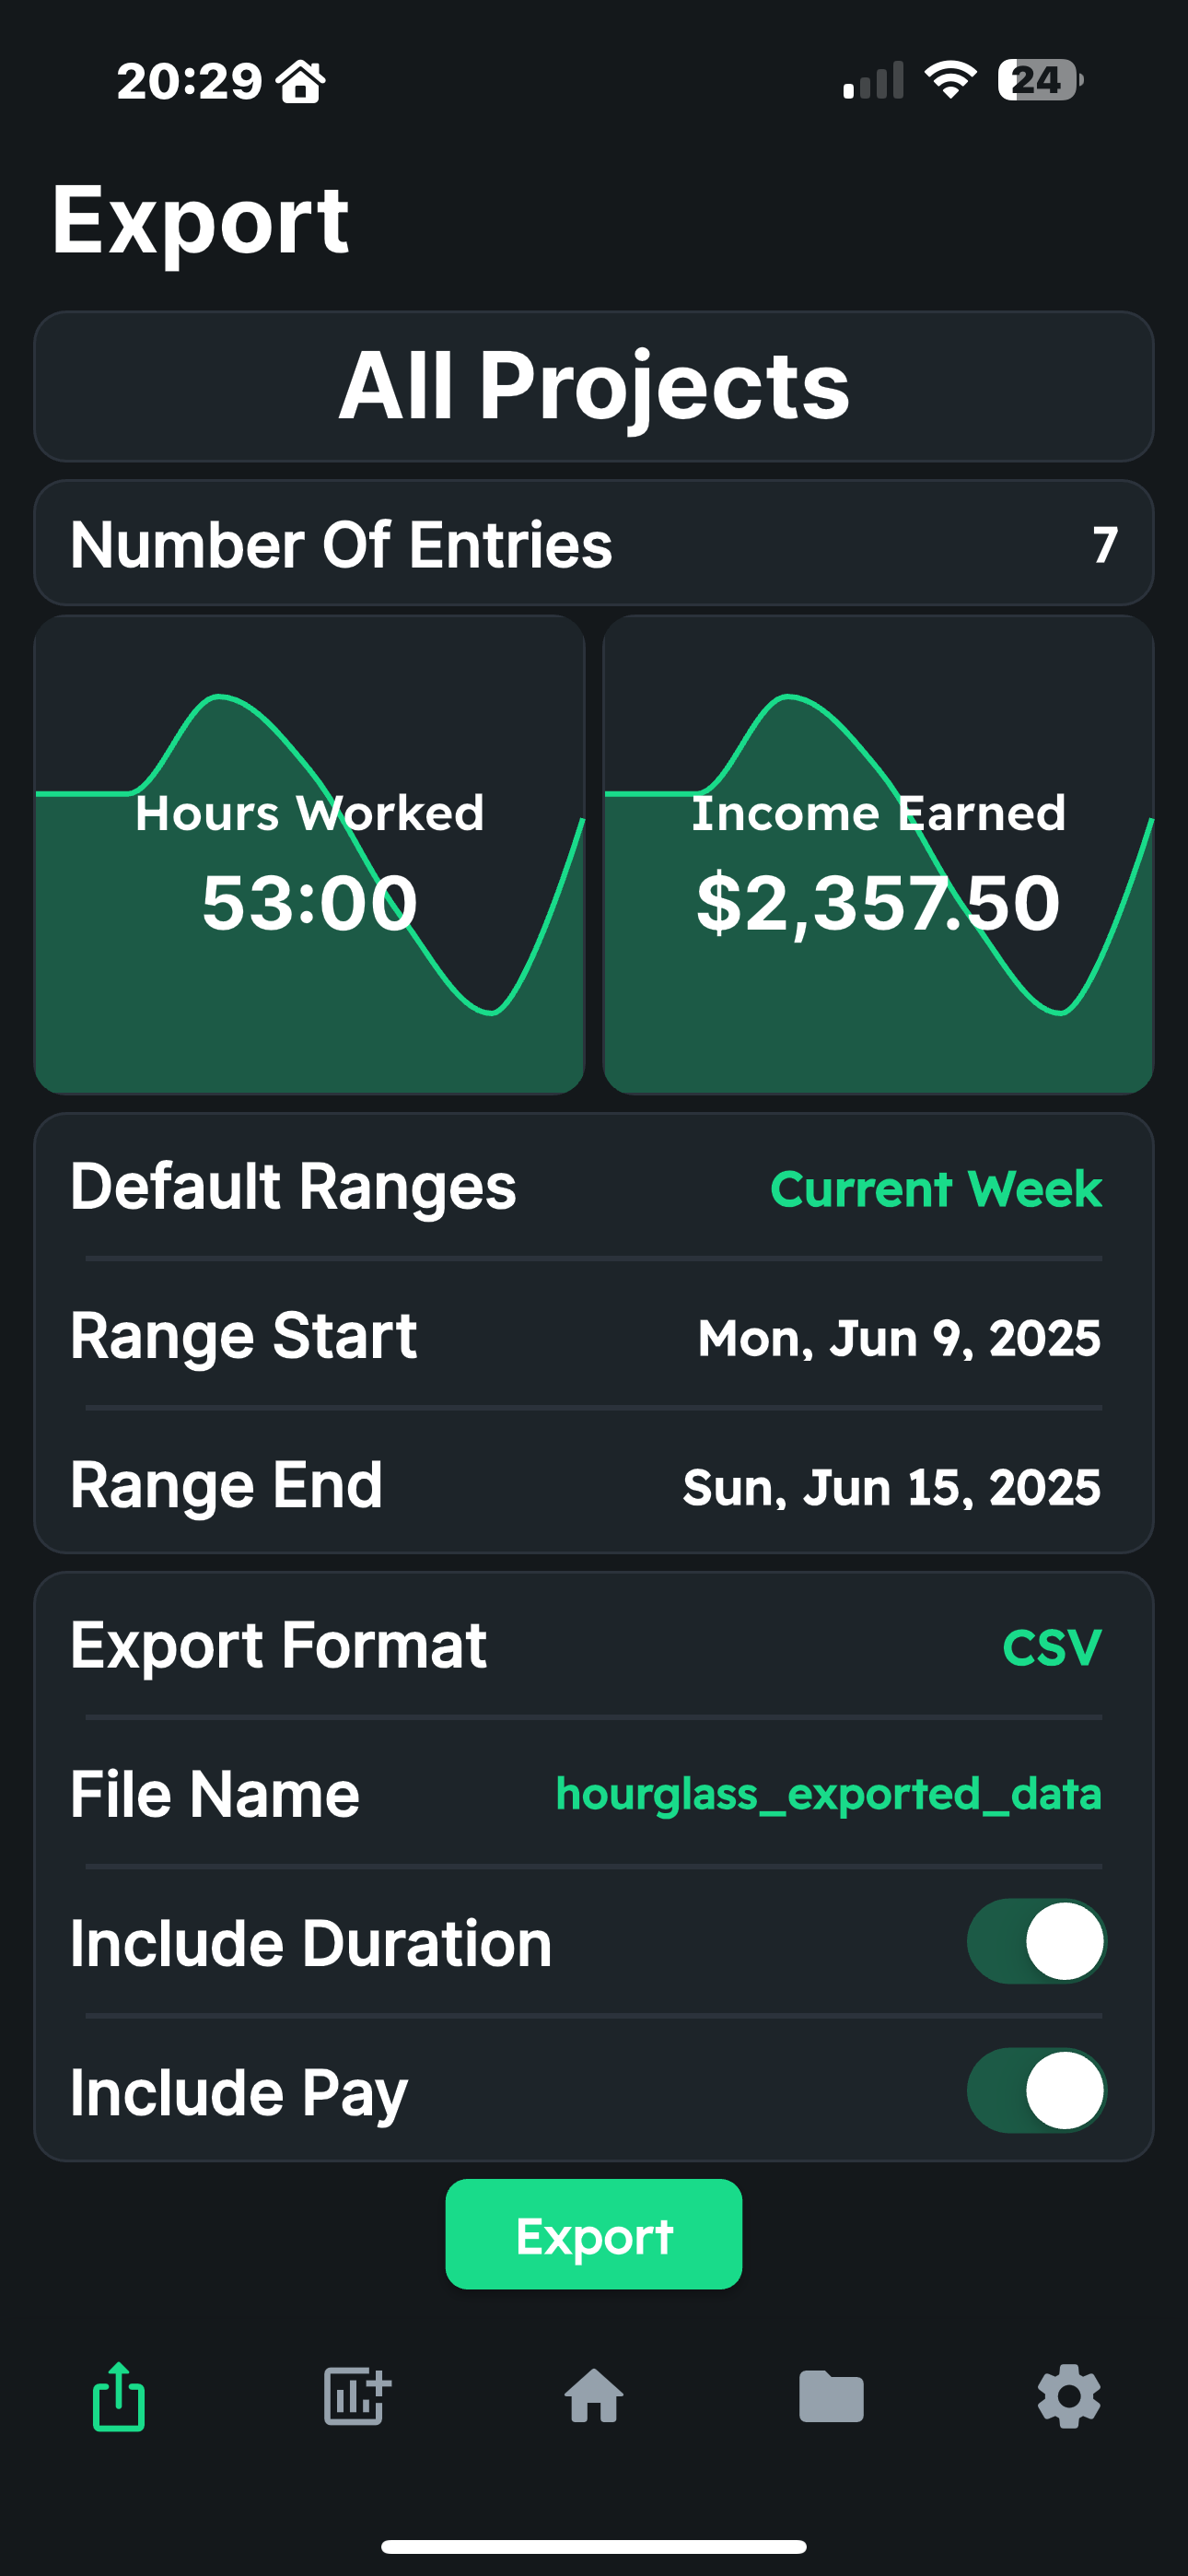 20:29
24
Export
All Projects
Number Of Entries 7
Hours Worked
53:00
Income Earned
$2,357.50
Default Ranges Current Week
Range Start Mon, Jun 9, 2025
Range End Sun, Jun 15, 2025
Export Format CSV
File Name hourglass_exported_data
Include Duration
Include Pay
Export